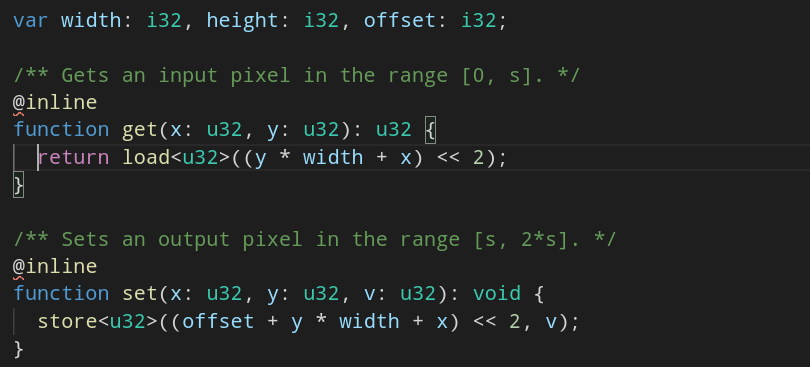 var width: i32, height: i32, offset: i32;

/** Gets an input pixel in the range [0, s]. */
@inline
function get(x: u32, y: u32): u32 {
  return load<u32>((y * width + x) << 2);
}

/** Sets an output pixel in the range [s, 2*s]. */
@inline
function set(x: u32, y: u32, v: u32): void {
  store<u32>((offset + y * width + x) << 2, v);
}